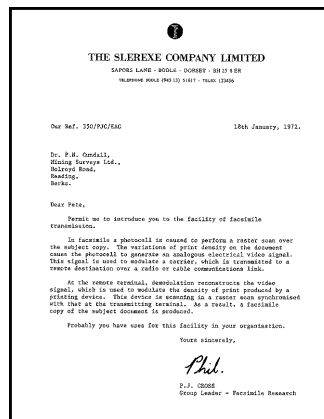 THE SLEREXE COMPANY LIMITED
SAPORS LANE - BOOLE - DORSET - BH 25 8 ER
TELEPHONE BOOLE (945 13) 51617 - TELEX 123456
Our Ref. 350/PJC/EAC 18th January, 1972.
Dr. P.N. Cundall,
Mining Surveys Ltd.,
Holroyd Road,
Reading,
Berks.
Dear Pete,
Permit me to introduce you to the facility of facsimile
transmission.
In facsimile a photocell is caused to perform a raster scan over
the subject copy. The variations of print density on the document
cause the photocell to generate an analogous electrical video signal.
This signal is used to modulate a carrier, which is transmitted to a
remote destination over a radio or cable communications link.
At the remote terminal, demodulation reconstructs the video
signal, which is used to modulate the density of print produced by a
printing device. This device is scanning in a raster scan synchronised
with that at the transmitting terminal. As a result, a facsimile
copy of the subject document is produced.
Probably you have uses for this facility in your organisation.
Yours sincerely,
Phil.
P.J. CROSS
Group Leader - Facsimile Research